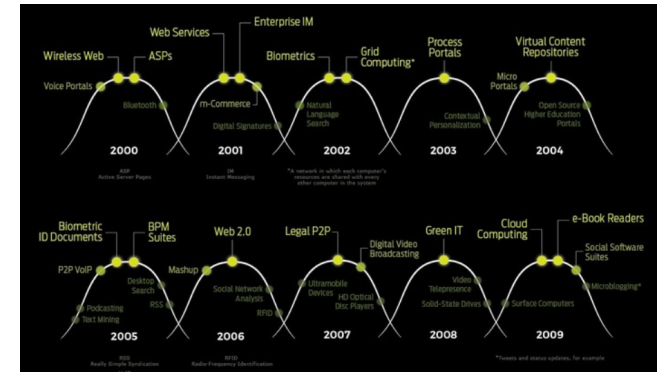 Enterprise IM
Web Services
Wireless Web
ASPs
Biometrics
Grid
Computing*
Process
Portals
Virtual Content
Repositories
Voice Portals
Bluetooth
m-Commerce
Digital Signatures
Natural
Language
Search
Contextual
Personalization
Micro
Portals
Open Source
Higher Education
Portals
2000
2001
2002
2003
2004
ASP
Active Server Pages
IM
Instant Messaging
*A network in which each computer's
resources are shared with every
other computer in the system
Biometric
ID Documents
BPM
Suites
Web 2.0
Legal P2P
Digital Video
Broadcasting
Green IT
Cloud
Computing
e-Book Readers
Social Software
Suites
P2P VoIP
Desktop
Search
Mashup
Social Network
Analysis
Ultramobile
Devices
HD Optical
Disc Players
Video
Telepresence
Solid-State Drives
Surface Computers
Microblogging*
Podcasting
Text Mining
RSS
RFID
2005
2006
2007
2008
2009
RSS
Really Simple Syndication
RFID
Radio-Frequency Identification
*Tweets and status updates, for example